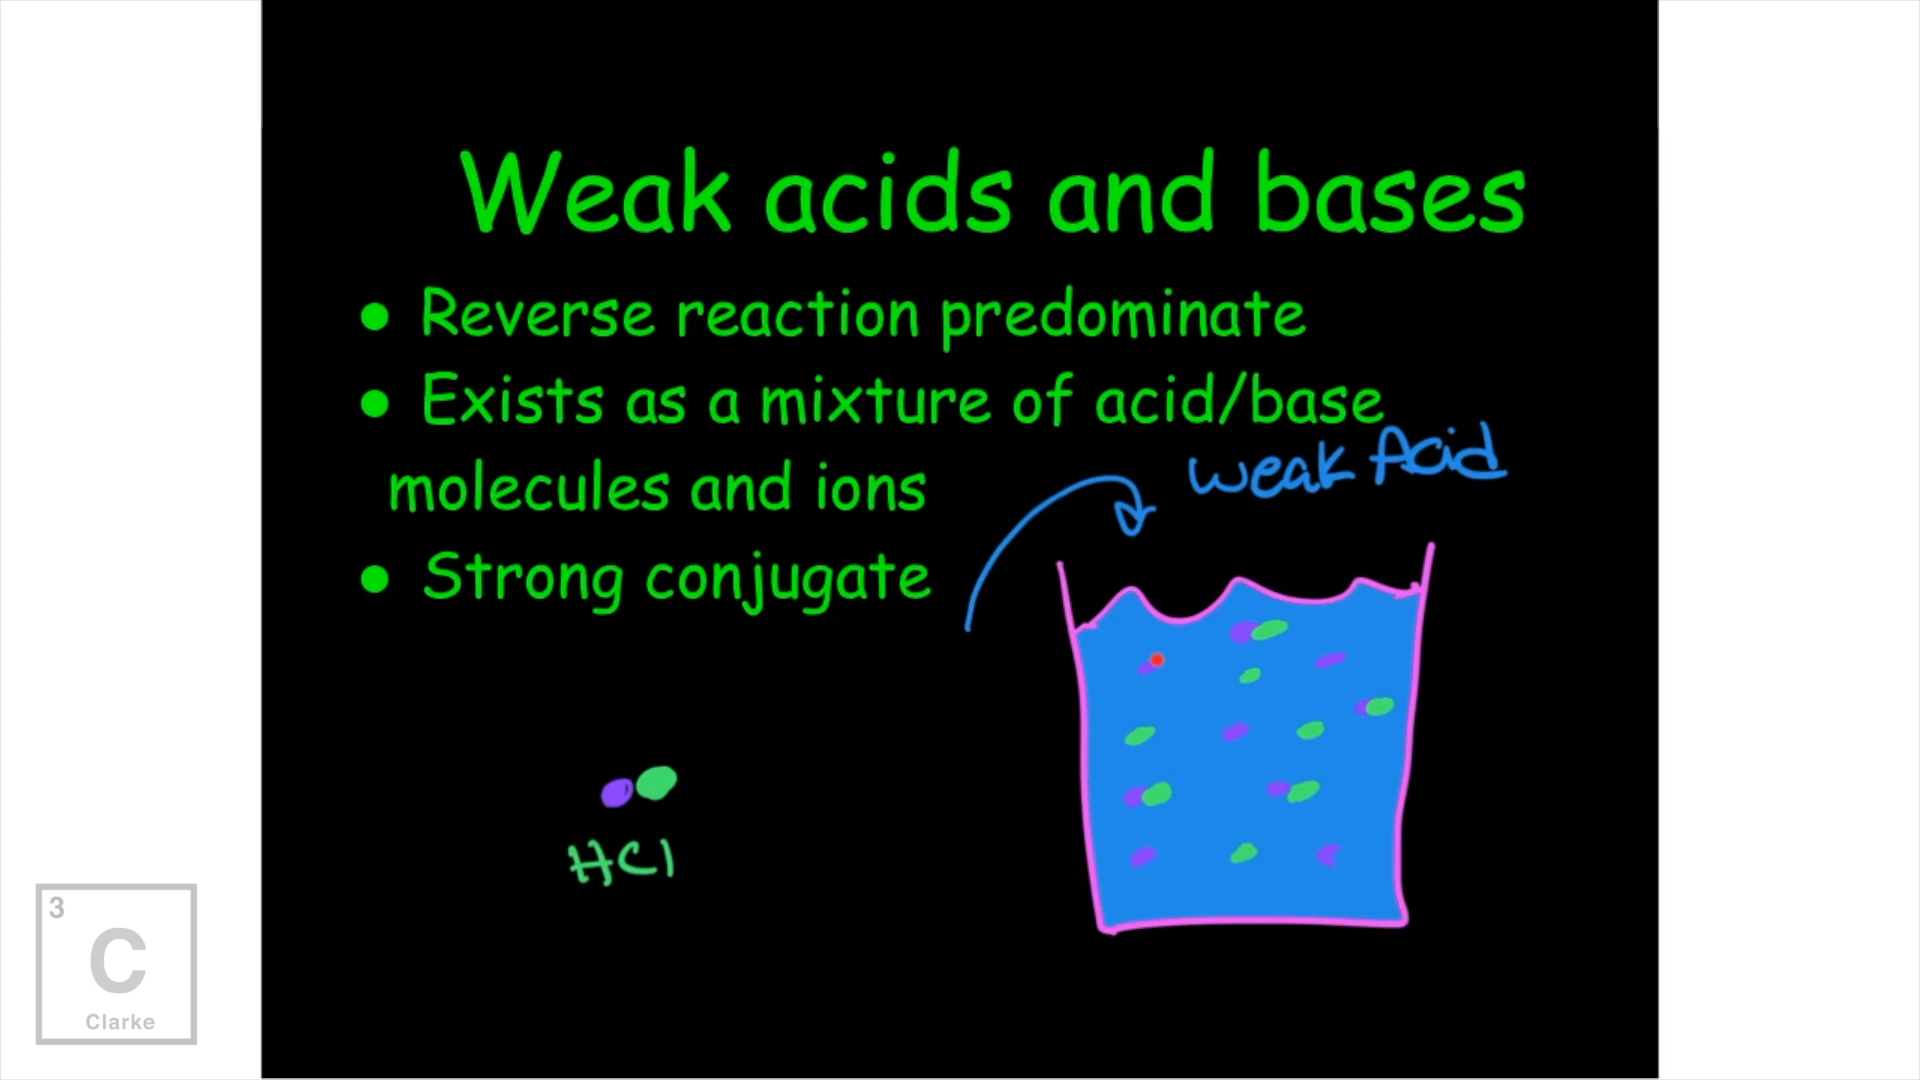 Weak acids and bases
● Reverse reaction predominate
● Exists as a mixture of acid/base
molecules and ions
● Strong conjugate
weak Acid
HCl
3
C
Clarke